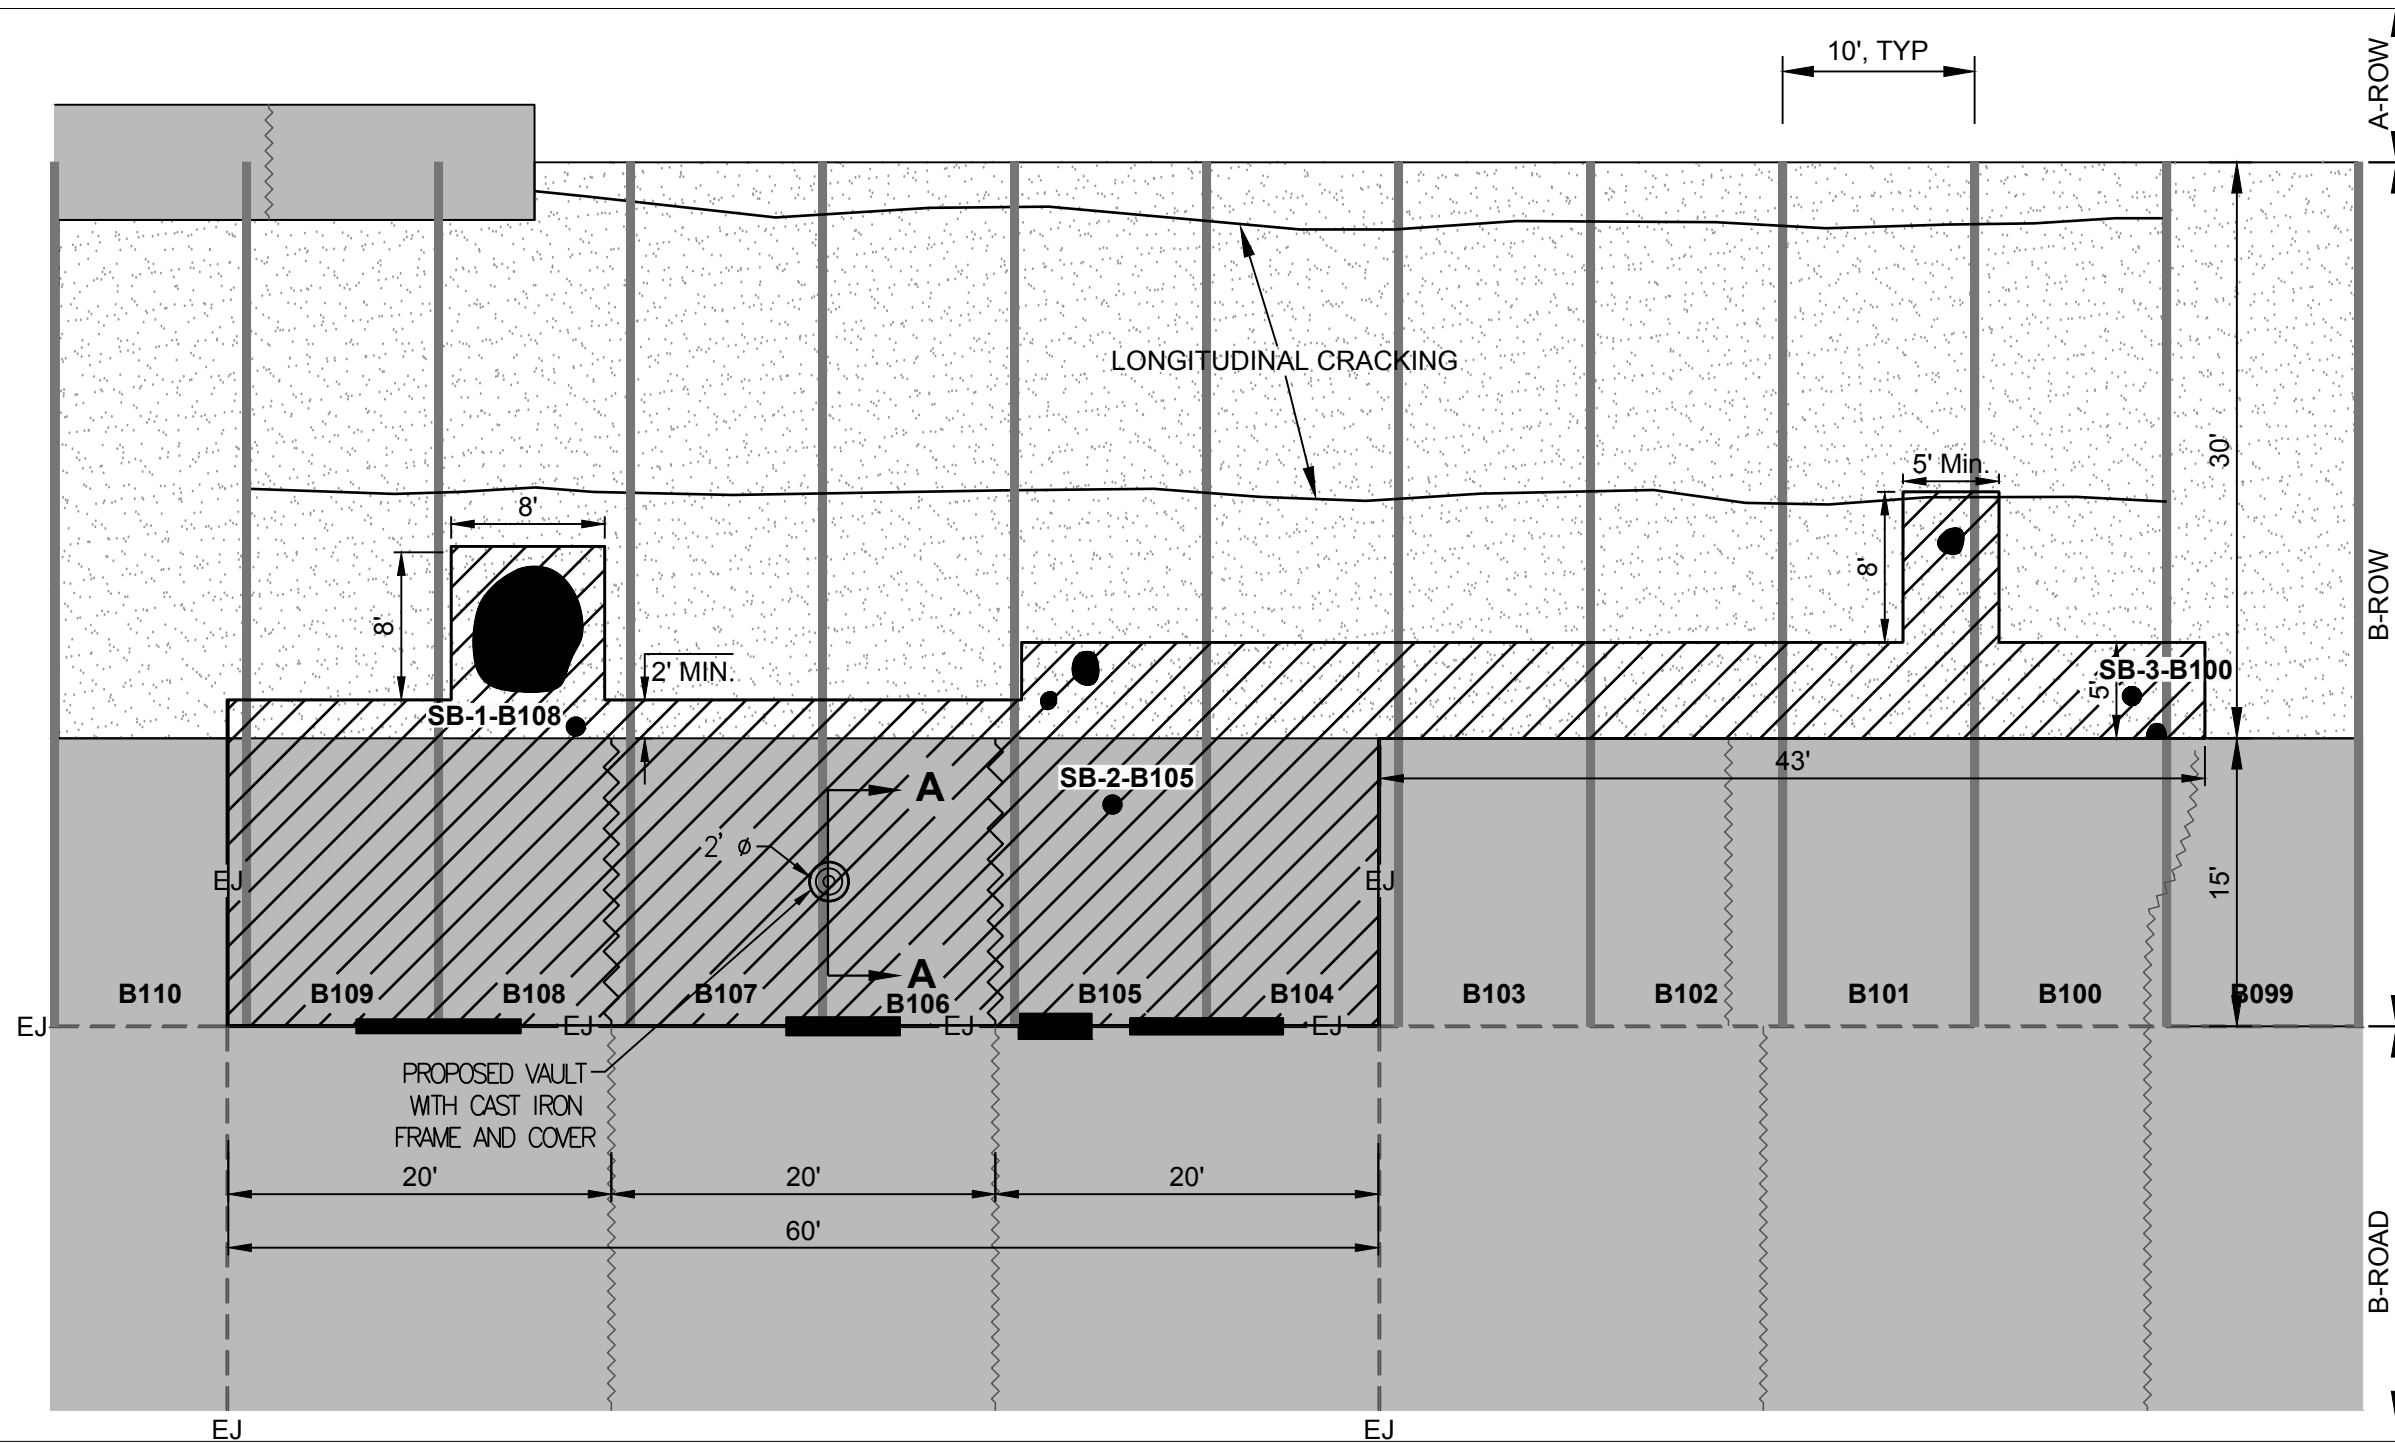 10', TYP
A-ROW
LONGITUDINAL CRACKING
5' Min.
30'
8'
8'
8'
B-ROW
2' MIN.
SB-3-B100
5'
SB-1-B108
43'
SB-2-B105
A
2' ø
EJ
EJ
15'
A
B110
B109
B108
B107
B106
B105
B104
B103
B102
B101
B100
B099
EJ
EJ
EJ
EJ
PROPOSED VAULT
WITH CAST IRON
FRAME AND COVER
20'
20'
20'
60'
B-ROAD
EJ
EJ